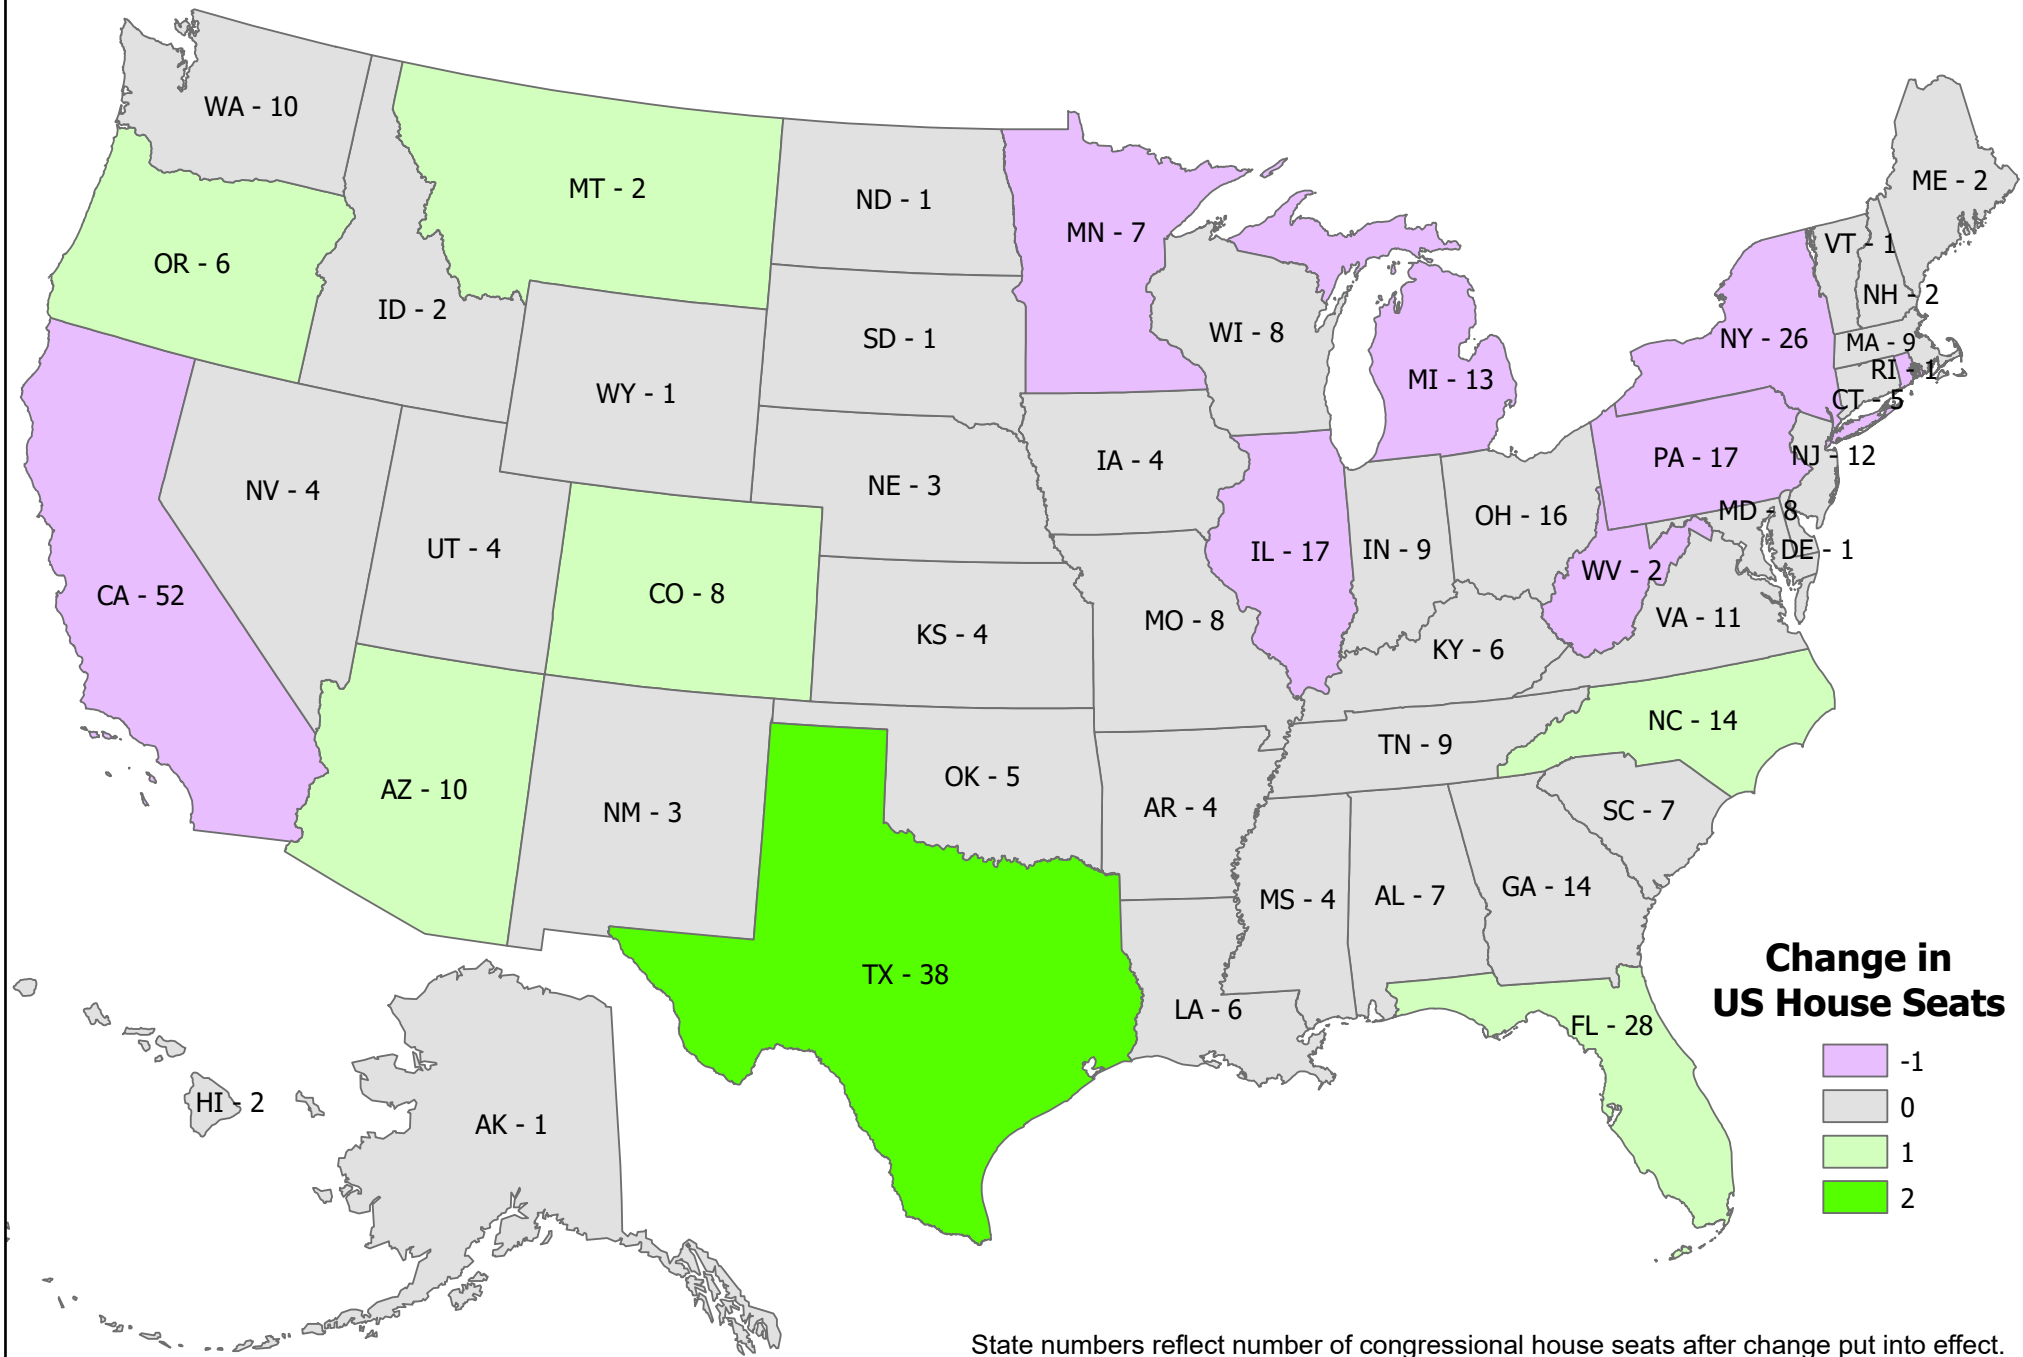 WA - 10
MT - 2
ND - 1
MN - 7
ME - 2
VT - 1
OR - 6
ID - 2
NH - 2
SD - 1
WI - 8
NY - 26
MA - 9
RI - 1
MI - 13
WY - 1
CT - 5
IA - 4
PA - 17
NJ - 12
NV - 4
NE - 3
MD - 8
OH - 16
UT - 4
IL - 17
IN - 9
DE - 1
WV - 2
CA - 52
CO - 8
MO - 8
VA - 11
KS - 4
KY - 6
NC - 14
TN - 9
OK - 5
AZ - 10
NM - 3
AR - 4
SC - 7
GA - 14
MS - 4
AL - 7
TX - 38
LA - 6
FL - 28
HI - 2
AK - 1
Change in
US House Seats
-1
0
1
2
State numbers reflect number of congressional house seats after change put into effect.